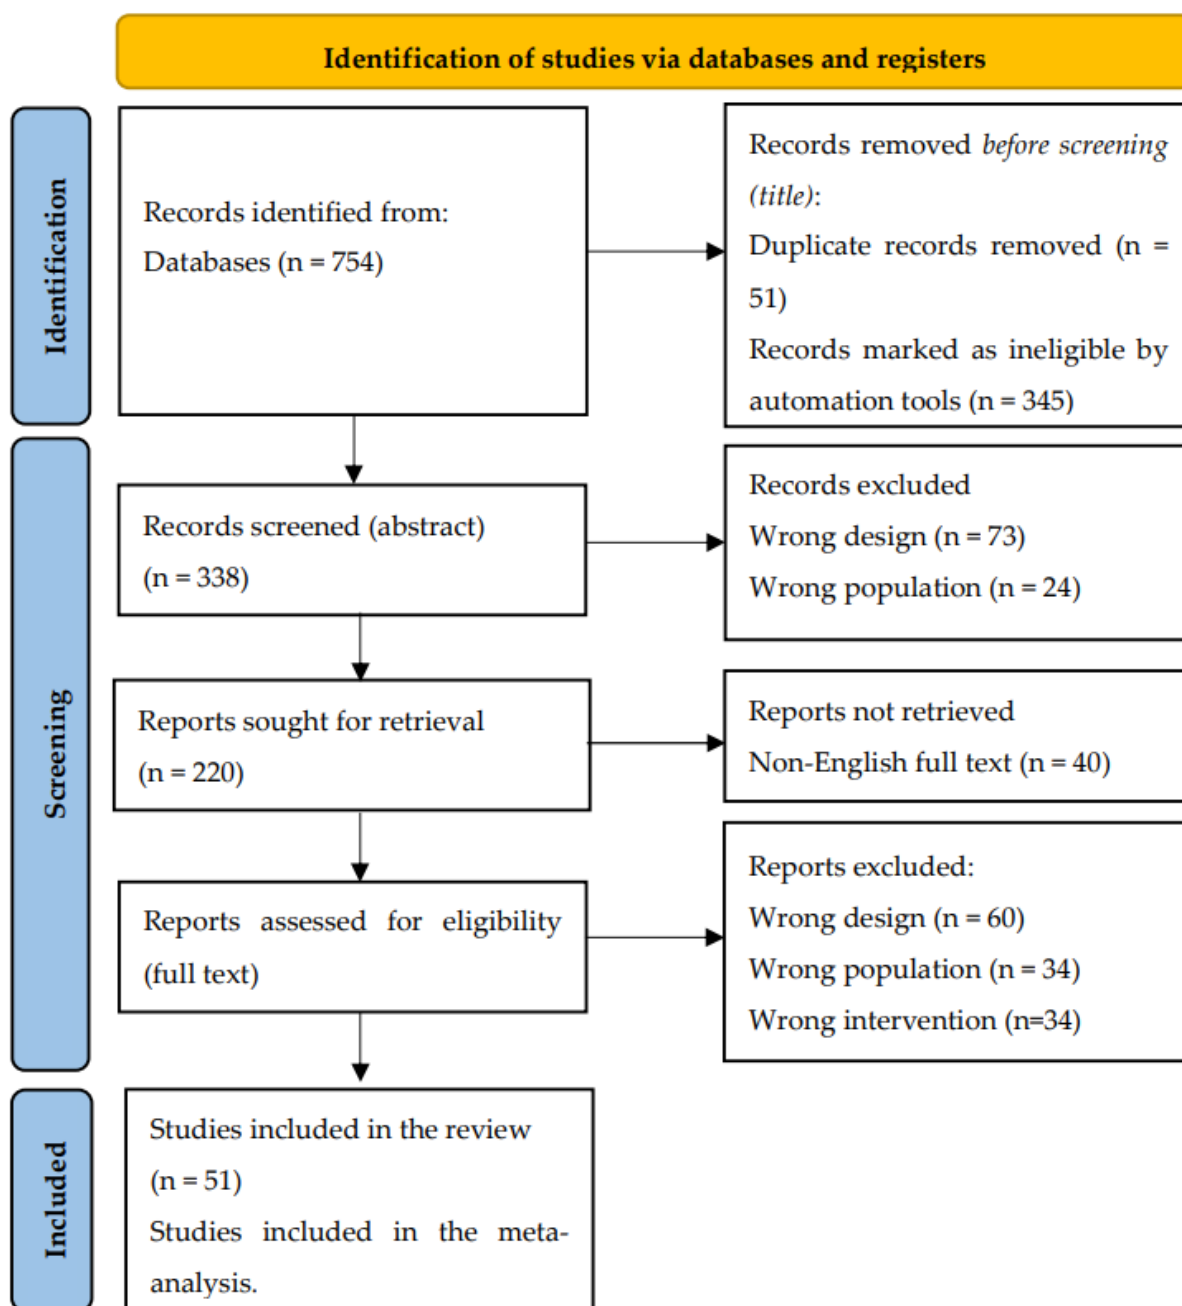 Identification of studies via databases and registers
Identification
Records identified from:
Databases (n = 754)
Records removed before screening
(title):
Duplicate records removed (n =
51)
Records marked as ineligible by
automation tools (n = 345)
Screening
Records screened (abstract)
(n = 338)
Records excluded
Wrong design (n = 73)
Wrong population (n = 24)
Reports sought for retrieval
(n = 220)
Reports not retrieved
Non-English full text (n = 40)
Reports assessed for eligibility
(full text)
Reports excluded:
Wrong design (n = 60)
Wrong population (n = 34)
Wrong intervention (n=34)
Included
Studies included in the review
(n = 51)
Studies included in the meta-
analysis.